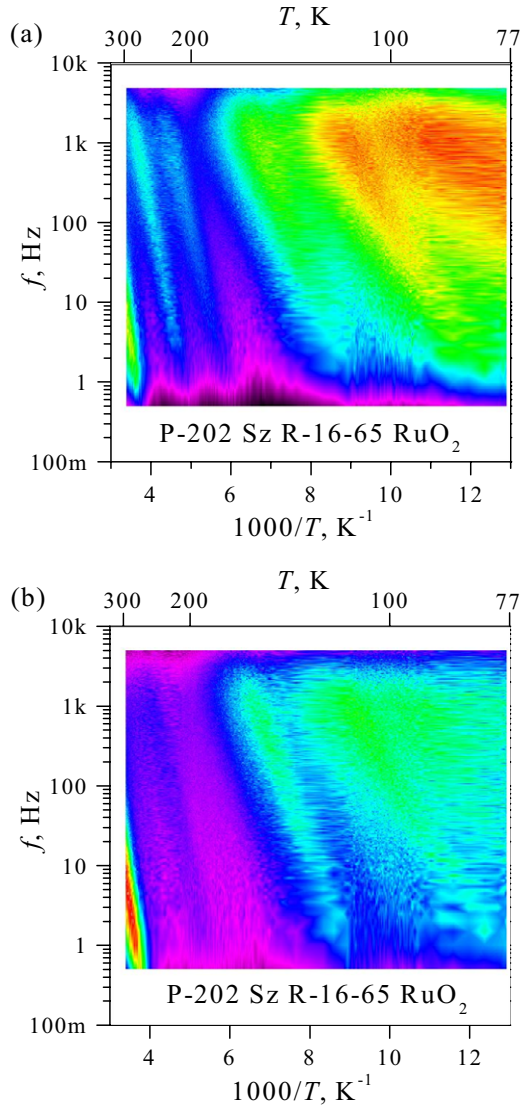 (a)
T, K
300 200 100 77
10k
1k
100
10
1
100m
f, Hz
P-202 Sz R-16-65 RuO₂
4 6 8 10 12
1000/T, K⁻¹
(b)
T, K
300 200 100 77
10k
1k
100
10
1
100m
f, Hz
P-202 Sz R-16-65 RuO₂
4 6 8 10 12
1000/T, K⁻¹